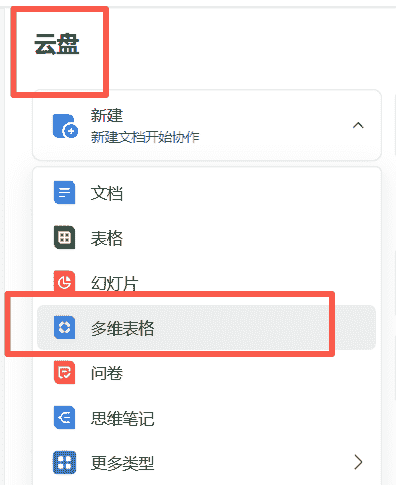 云盘
新建
新建文档开始协作
文档
表格
幻灯片
多维表格
问卷
思维笔记
更多类型